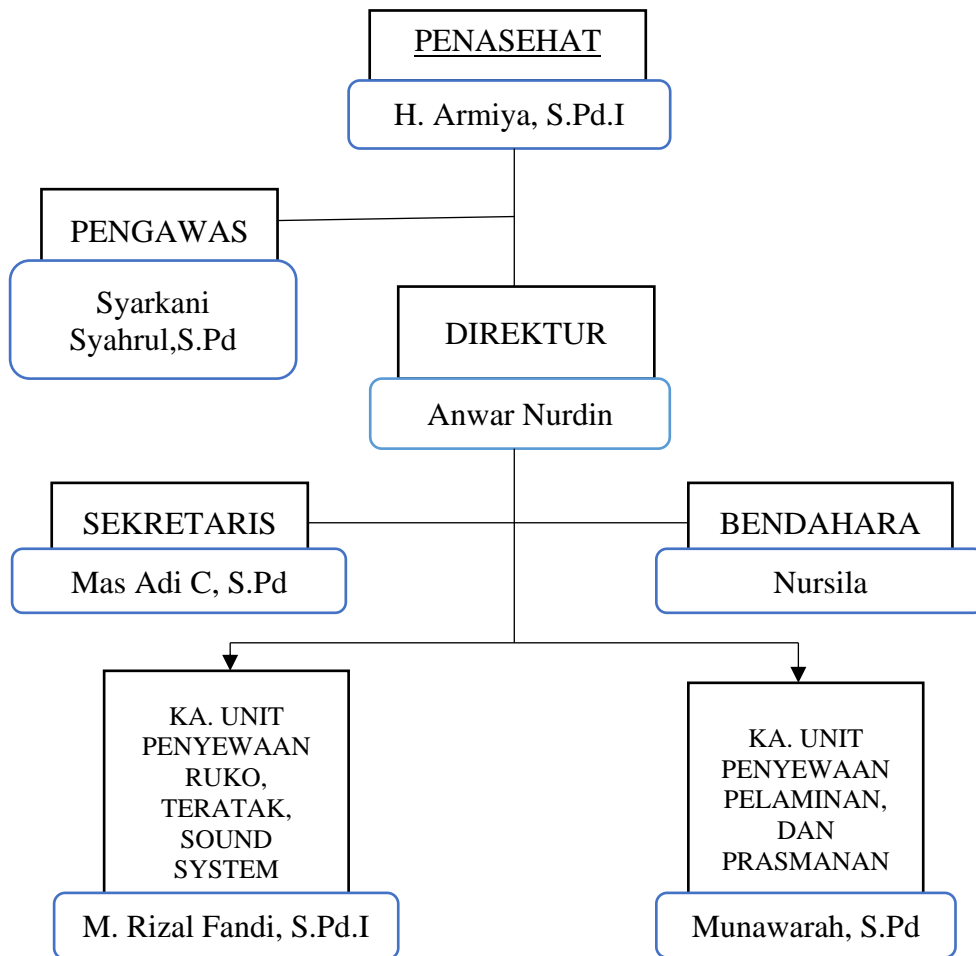 PENASEHAT
H. Armiya, S.Pd.I
PENGAWAS
Syarkani
Syahrul,S.Pd
DIREKTUR
Anwar Nurdin
SEKRETARIS
Mas Adi C, S.Pd
BENDAHARA
Nursila
KA. UNIT
PENYEWAAN
RUKO,
TERATAK,
SOUND
SYSTEM
M. Rizal Fandi, S.Pd.I
KA. UNIT
PENYEWAAN
PELAMINAN,
DAN
PRASMANAN
Munawarah, S.Pd